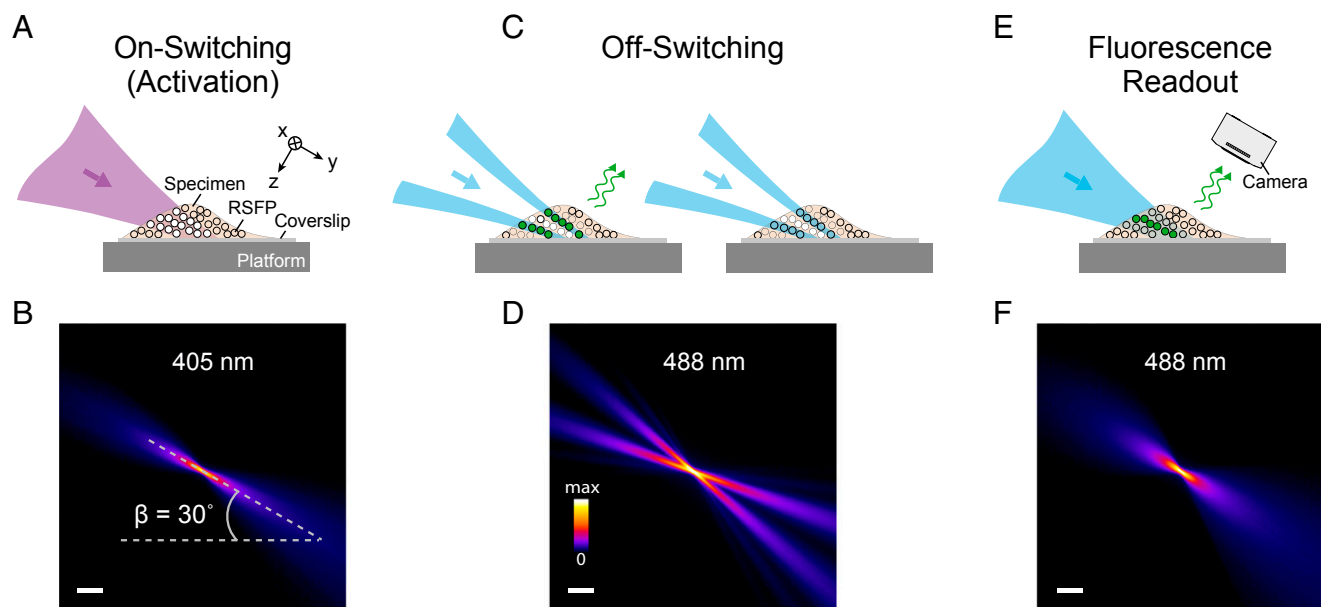 A
On-Switching
(Activation)
x
y
z
Specimen
RSFP
Coverslip
Platform
C
Off-Switching
E
Fluorescence
Readout
Camera
B
405 nm
β = 30°
D
488 nm
max
0
F
488 nm